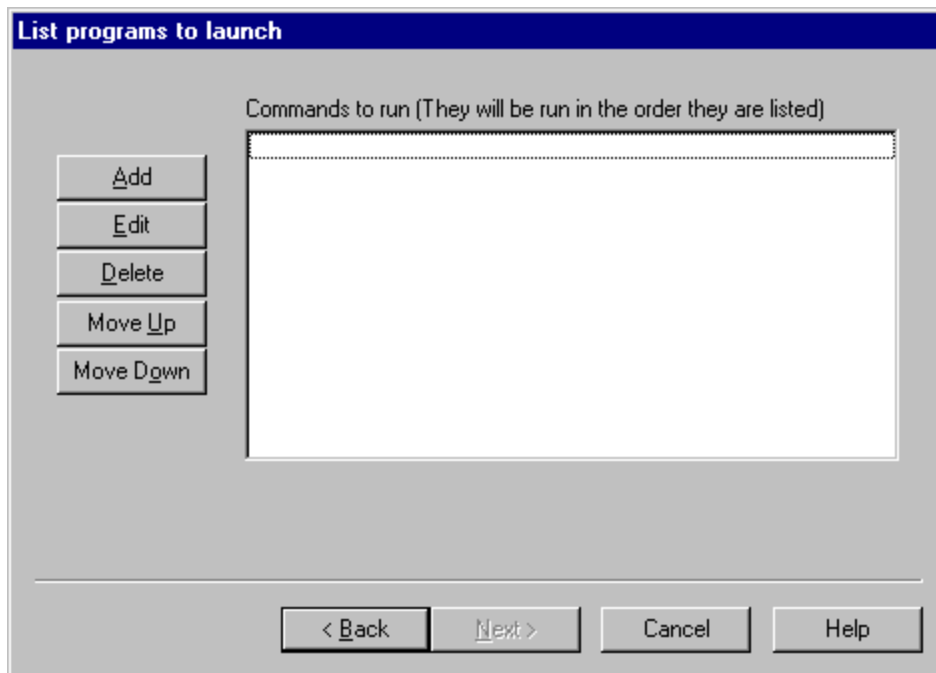 List programs to launch
Commands to run (They will be run in the order they are listed)
Add
Edit
Delete
Move Up
Move Down
< Back
Next >
Cancel
Help